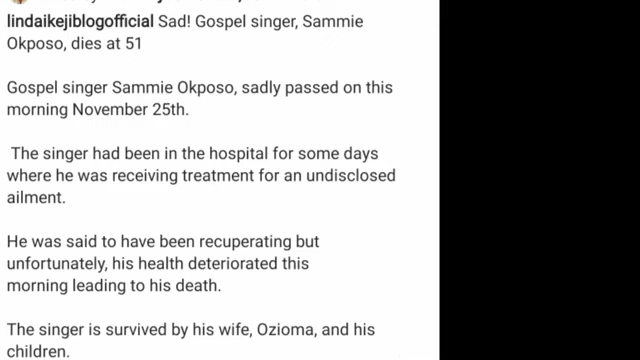 lindaikejiblogofficial Sad! Gospel singer, Sammie
Okposo, dies at 51
Gospel singer Sammie Okposo, sadly passed on this
morning November 25th.
The singer had been in the hospital for some days
where he was receiving treatment for an undisclosed
ailment.
He was said to have been recuperating but
unfortunately, his health deteriorated this
morning leading to his death.
The singer is survived by his wife, Ozioma, and his
children.